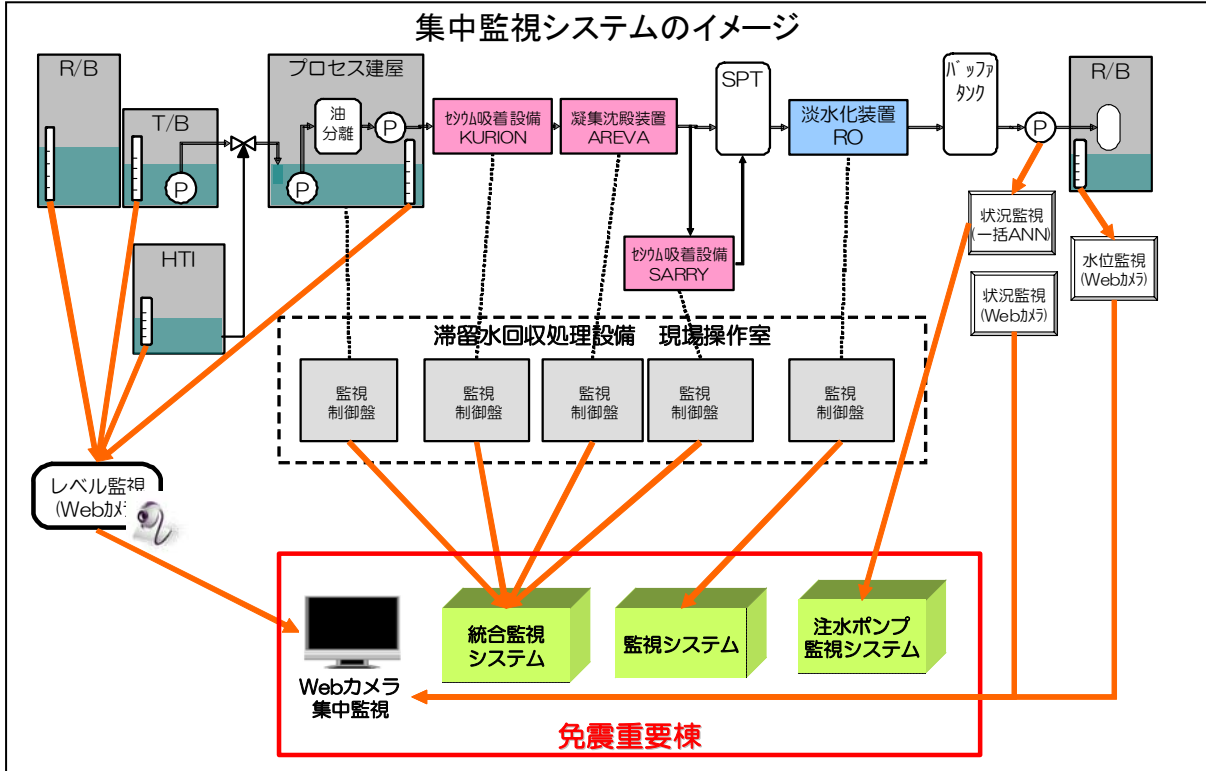 集中監視システムのイメージ
R/B
T/B
P
HTI
プロセス建屋
油
分離
P
P
セシウム吸着設備
KURION
凝集沈殿装置
AREVA
SPT
淡水化装置
RO
バッファ
タンク
P
R/B
セシウム吸着設備
SARRY
状況監視
(一括ANN)
状況監視
(Webカメラ)
水位監視
(Webカメラ)
滞留水回収処理設備 現場操作室
監視
制御盤
監視
制御盤
監視
制御盤
監視
制御盤
監視
制御盤
レベル監視
(Webカメラ
Webカメラ
集中監視
統合監視
システム
監視システム
注水ポンプ
監視システム
免震重要棟